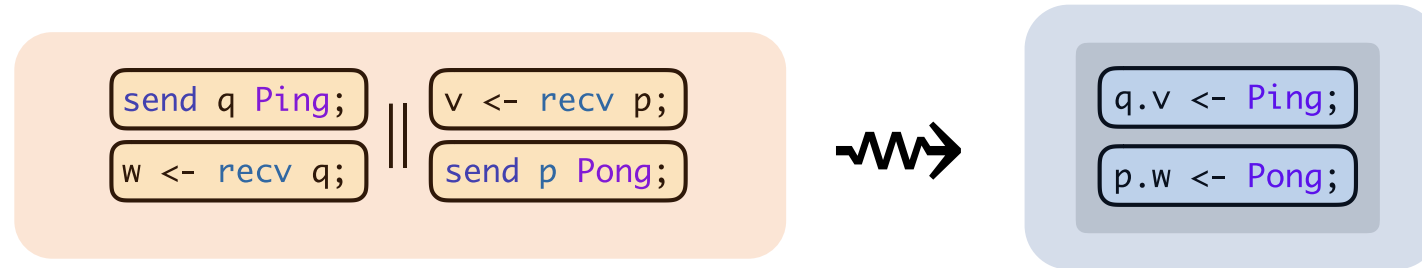 send q Ping;
w <- recv q;
||
v <- recv p;
send p Pong;
q.v <- Ping;
p.w <- Pong;